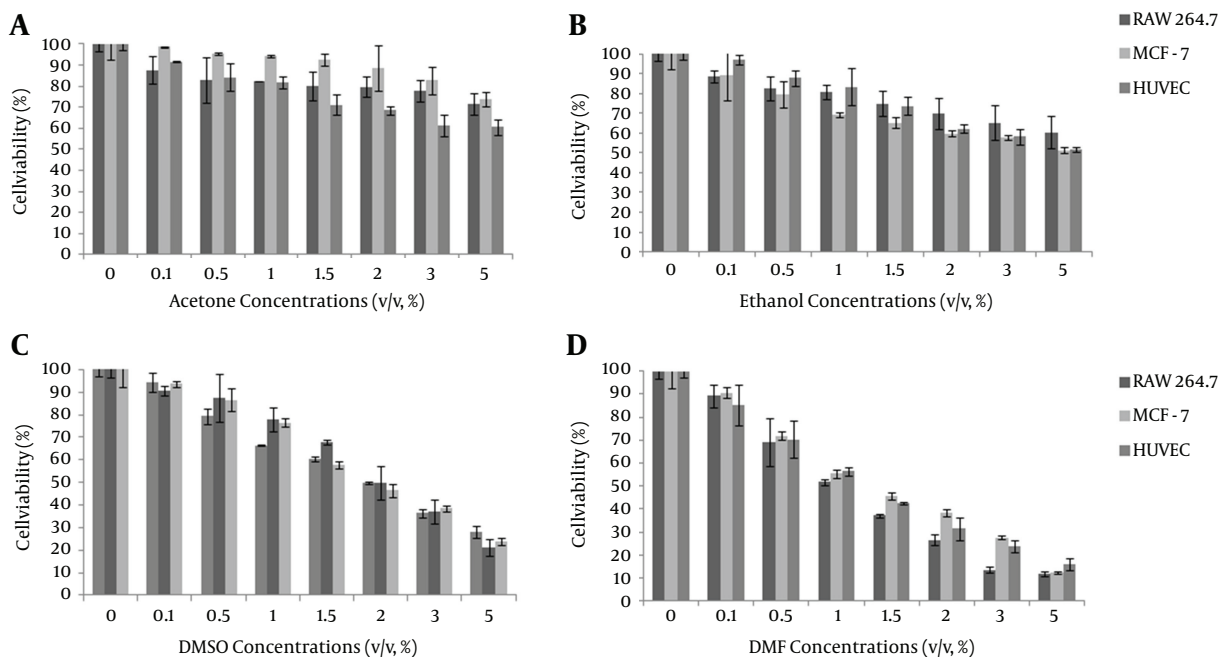 A
Cellviability (%)
100
90
80
70
60
50
40
30
20
10
0
0 0.1 0.5 1 1.5 2 3 5
Acetone Concentrations (v/v, %)
B
Cellviability (%)
100
90
80
70
60
50
40
30
20
10
0
0 0.1 0.5 1 1.5 2 3 5
Ethanol Concentrations (v/v, %)
RAW 264.7
MCF - 7
HUVEC
C
Cellviability (%)
100
90
80
70
60
50
40
30
20
10
0
0 0.1 0.5 1 1.5 2 3 5
DMSO Concentrations (v/v, %)
D
Cellviability (%)
100
90
80
70
60
50
40
30
20
10
0
0 0.1 0.5 1 1.5 2 3 5
DMF Concentrations (v/v, %)
RAW 264.7
MCF - 7
HUVEC